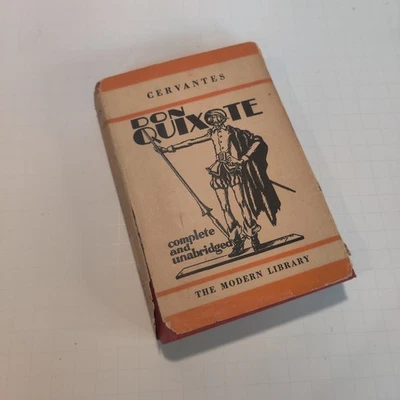 CERVANTES
DON
QUIXOTE
complete
and
unabridged
THE MODERN LIBRARY